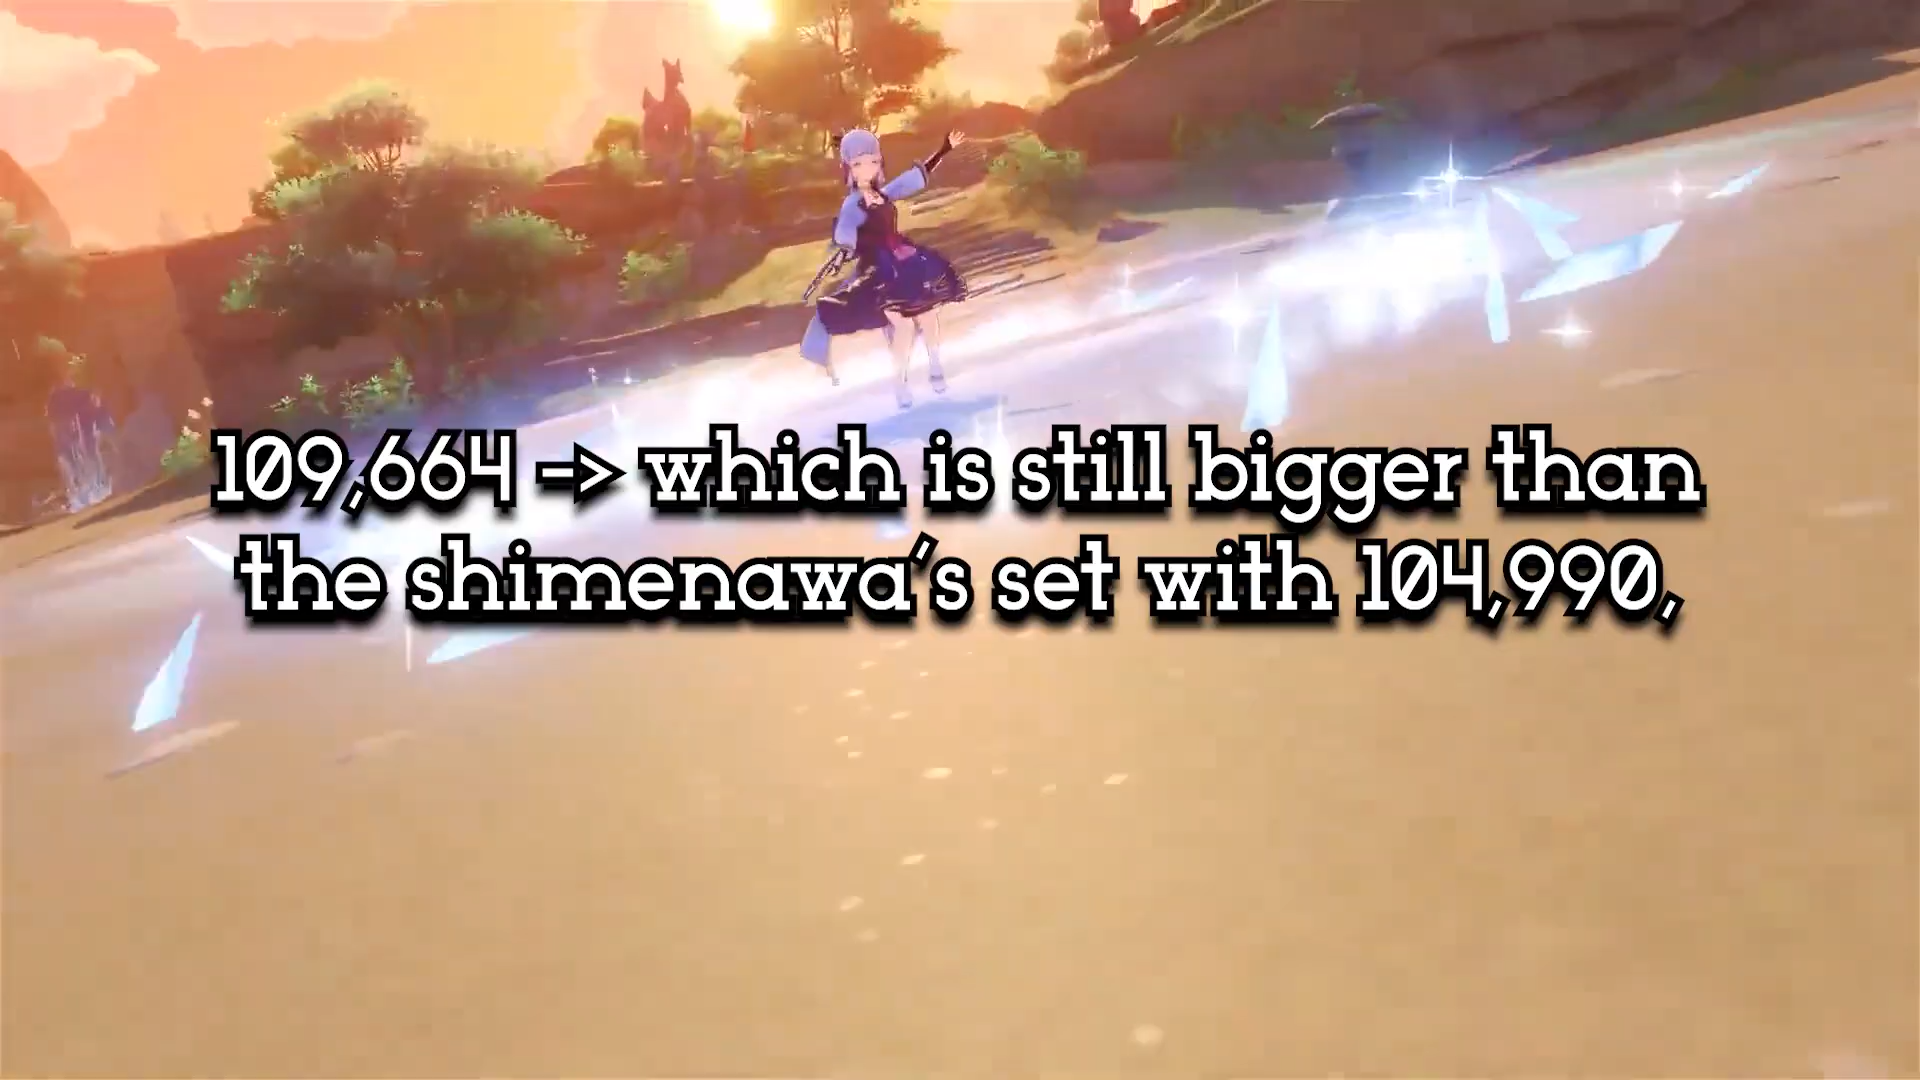 109,664 -> which is still bigger than
the shimenawa's set with 104,990,